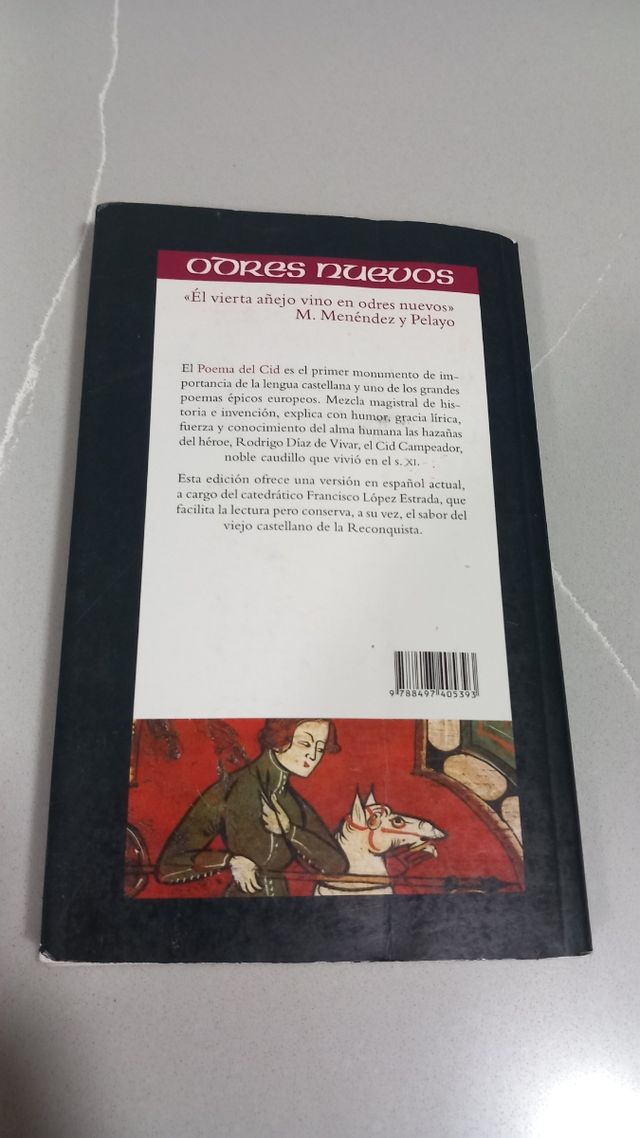 ODRES NUEVOS
«Él vierta añejo vino en odres nuevos»
M. Menéndez y Pelayo
El Poema del Cid es el primer monumento de im-
portancia de la lengua castellana y uno de los grandes
poemas épicos europeos. Mezcla magistral de his-
toria e invención, explica con humor, gracia lírica,
fuerza y conocimiento del alma humana las hazañas
del héroe, Rodrigo Díaz de Vivar, el Cid Campeador,
noble caudillo que vivió en el s. XI.
Esta edición ofrece una versión en español actual,
a cargo del catedrático Francisco López Estrada, que
facilita la lectura pero conserva, a su vez, el sabor del
viejo castellano de la Reconquista.
9 788497 405393